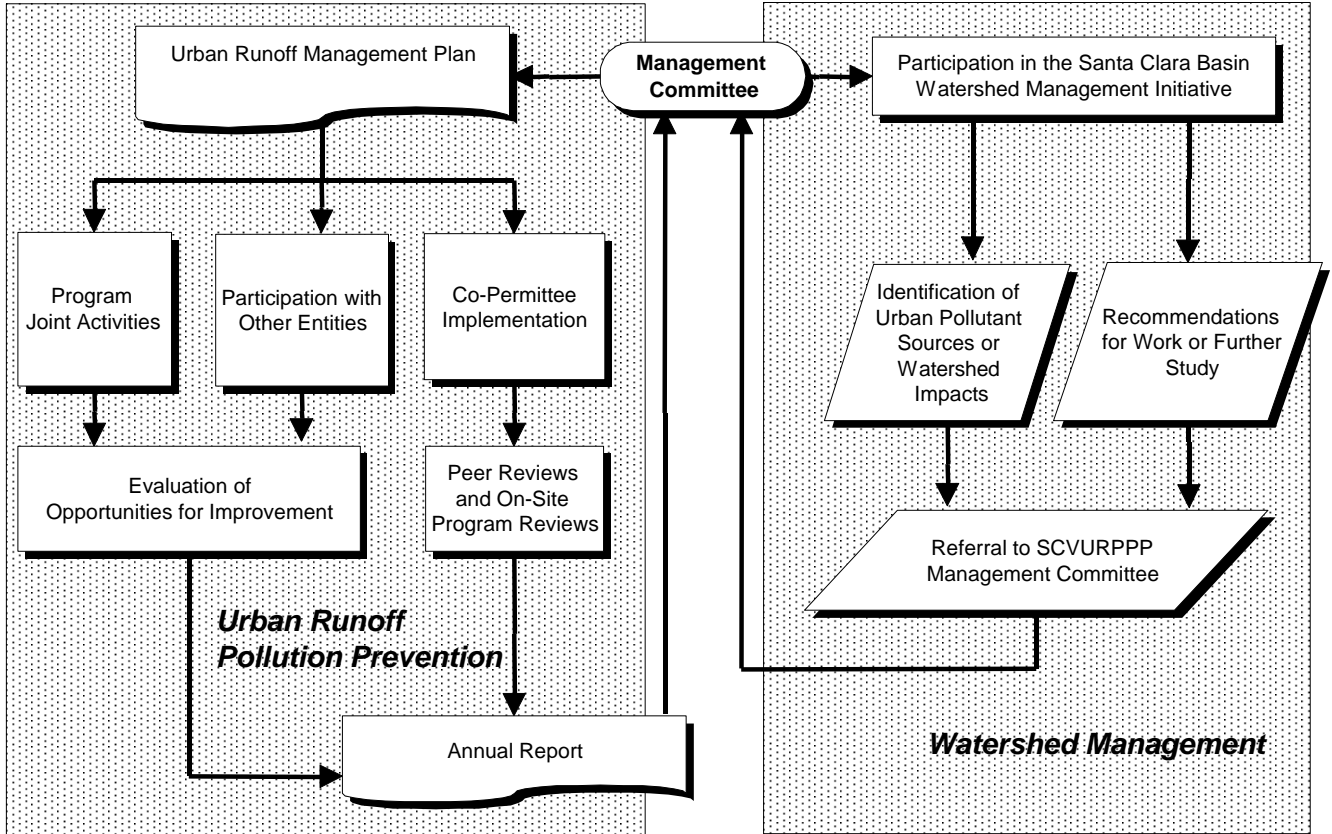 Urban Runoff Management Plan
Management
Committee
Participation in the Santa Clara Basin
Watershed Management Initiative
Program
Joint Activities
Participation with
Other Entities
Co-Permittee
Implementation
Identification of
Urban Pollutant
Sources or
Watershed
Impacts
Recommendations
for Work or Further
Study
Evaluation of
Opportunities for Improvement
Peer Reviews
and On-Site
Program Reviews
Referral to SCVURPPP
Management Committee
Urban Runoff
Pollution Prevention
Annual Report
Watershed Management